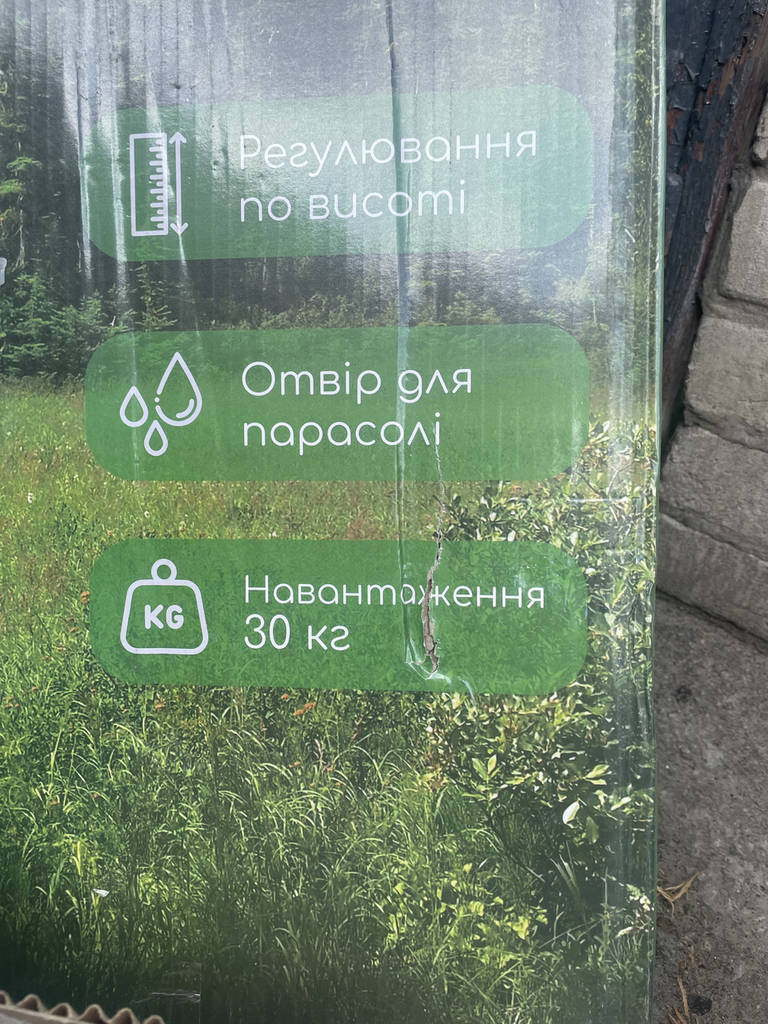 Регулювання
по висоті
Отвір для
парасолі
KG
Навантаження
30 кг